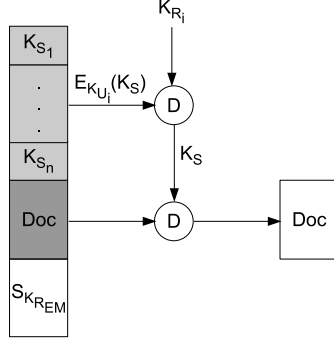 K_{R_i}
K_{S_1}
.
.
.
E_{K_{U_i}}(K_S)
D
K_{S_n}
K_S
Doc
D
Doc
S_{K_{R_{EM}}}